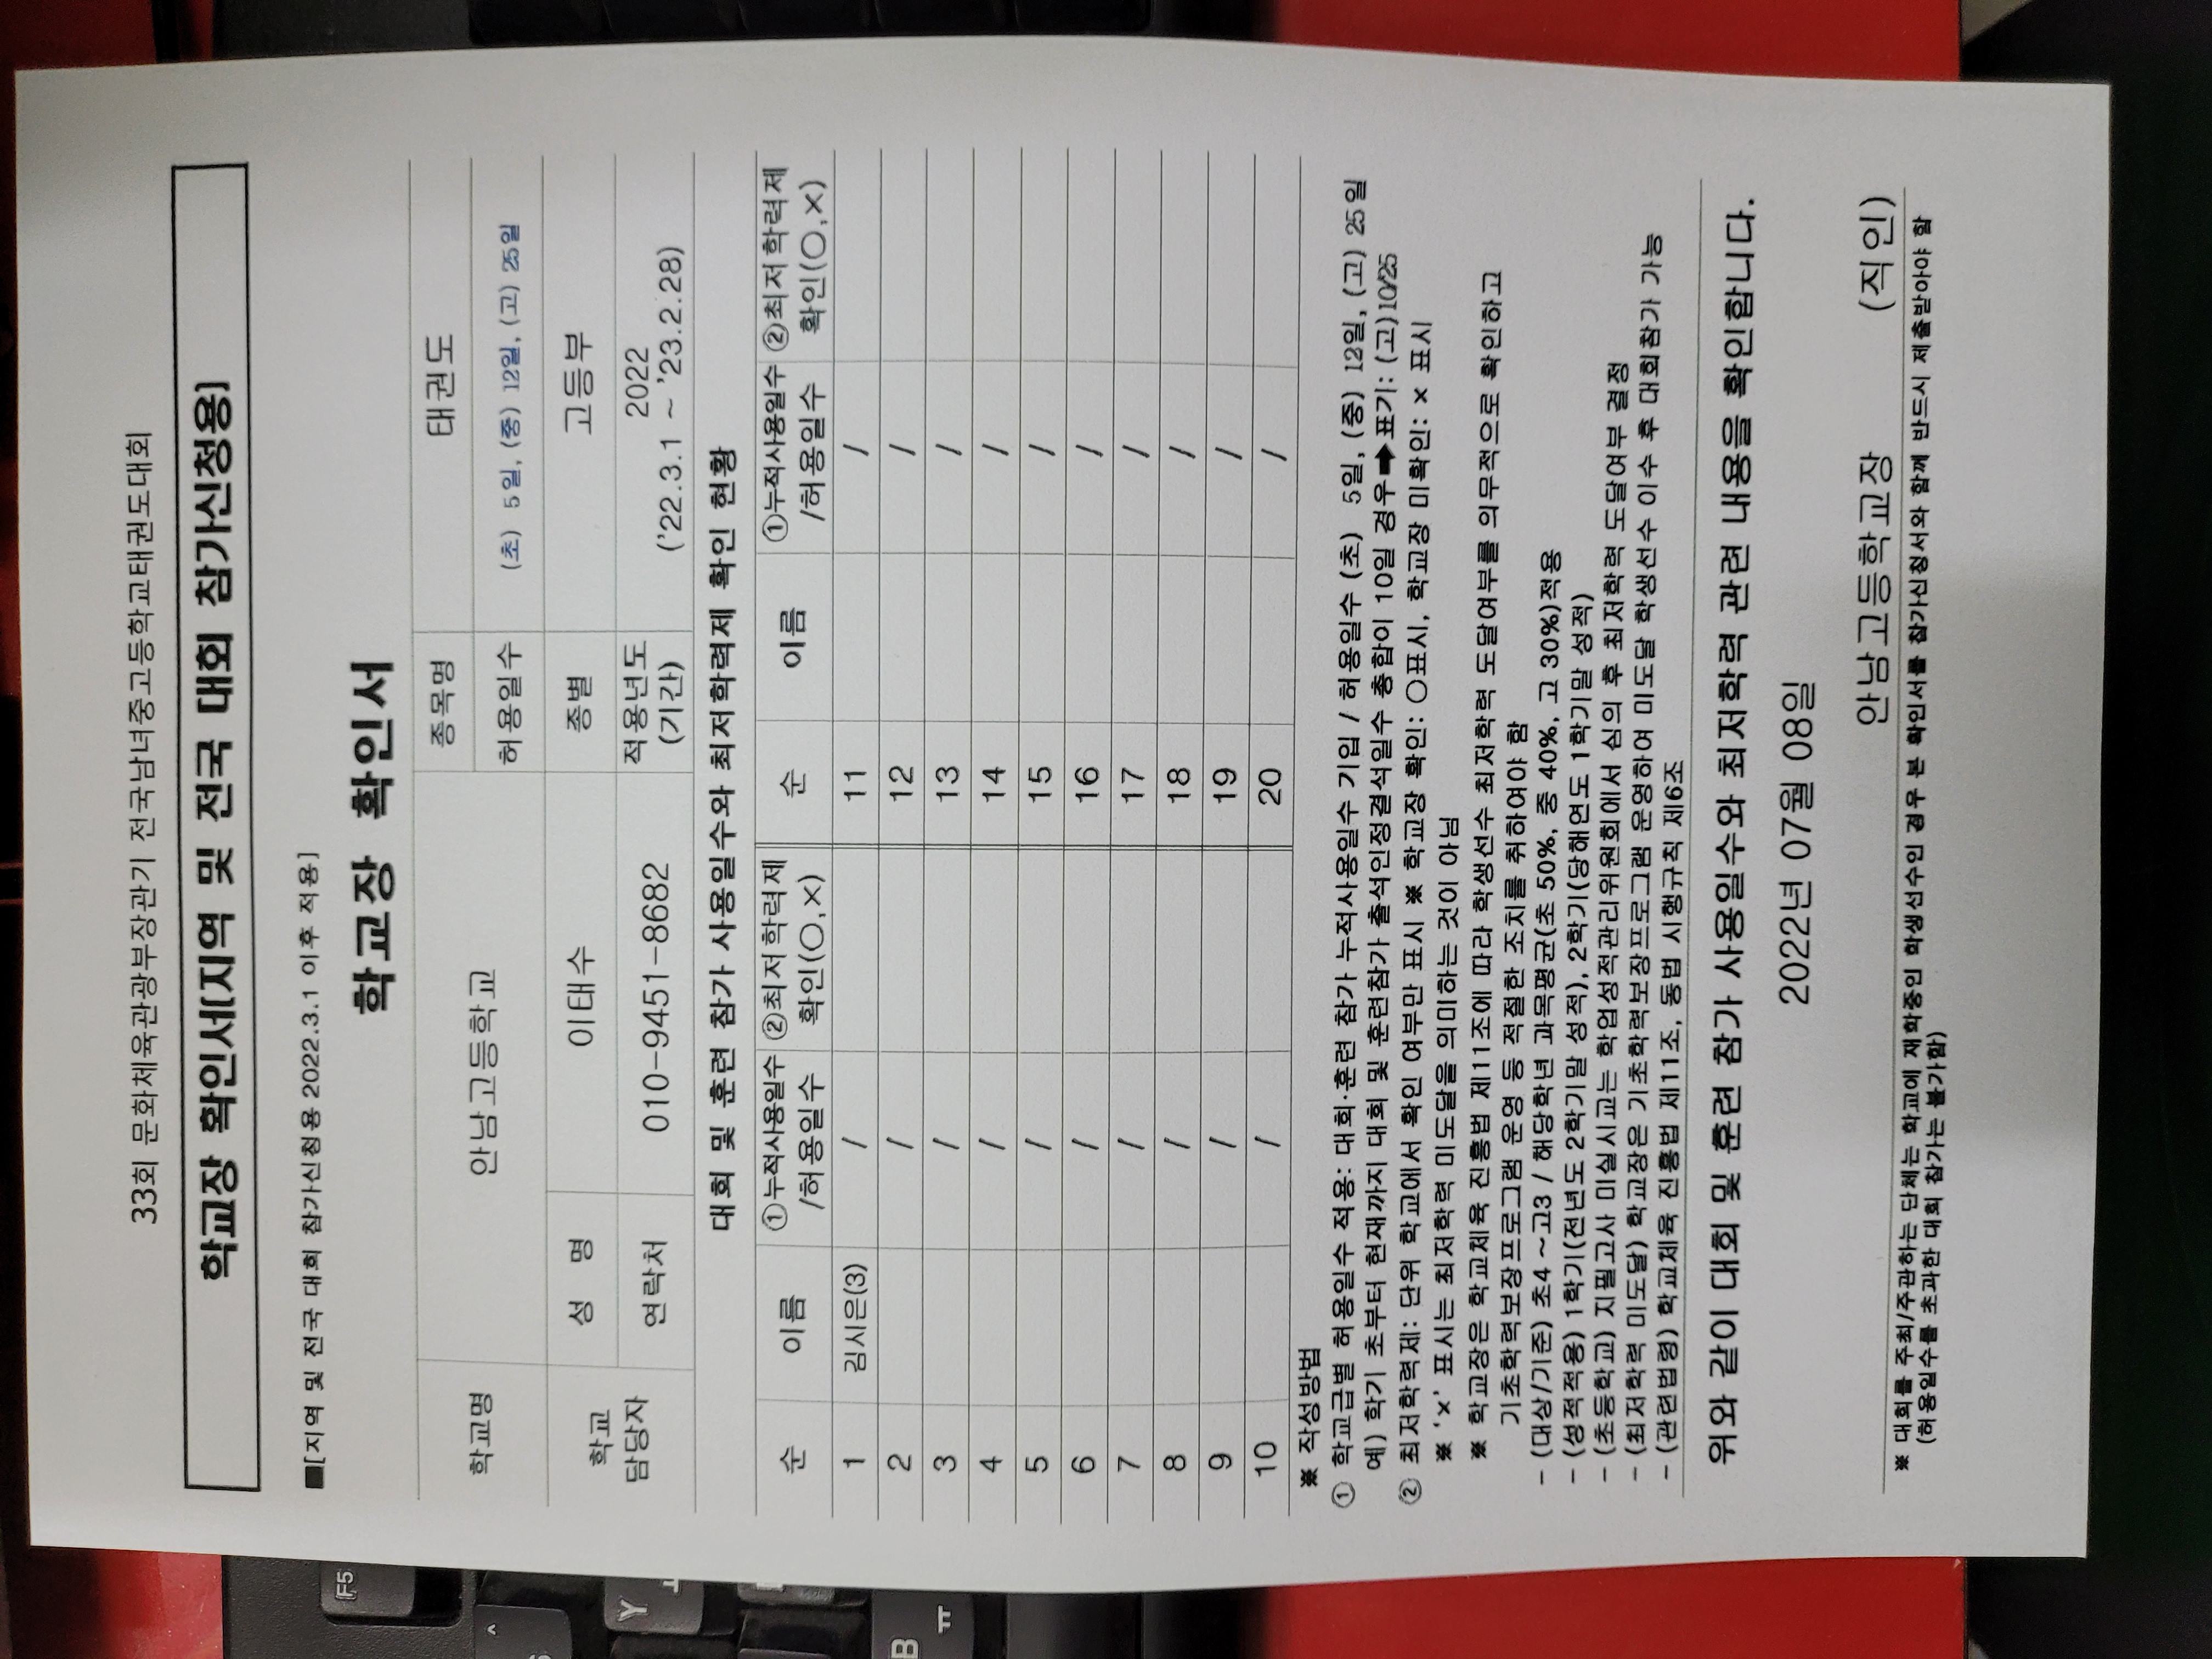 33회 문화체육관광부장관기 전국남녀중고등학교태권도대회
학교장 확인서[지역 및 전국 대회 참가신청용]
■[지역 및 전국 대회 참가신청용 2022.3.1 이후 적용]
학교장 확인서
학교명 안남고등학교 종목명 태권도
허용일수 (초) 5일, (중) 12일, (고) 25일
학교 담당자 성 명 이태수 종별 고등부
연락처 010-9451-8682 적용년도 (기간) 2022 ('22.3.1 ~ '23.2.28)
대회 및 훈련 참가 사용일수와 최저학력제 확인 현황
순 이름 ①누적사용일수 /허용일수 ②최저학력제 확인(○,×) 순 이름 ①누적사용일수 /허용일수 ②최저학력제 확인(○,×)
1 김시은(3) / 11 /
2 / 12 /
3 / 13 /
4 / 14 /
5 / 15 /
6 / 16 /
7 / 17 /
8 / 18 /
9 / 19 /
10 / 20 /
※ 작성방법
① 학교급별 허용일수 적용: 대회·훈련 참가 누적사용일수 기입 / 허용일수 (초) 5일, (중) 12일, (고) 25일
예) 학기 초부터 현재까지 대회 및 훈련참가 출석인정결석일수 총합이 10일 경우➡표기: (고)10/25
② 최저학력제: 단위 학교에서 확인 여부만 표시 ※ 학교장 확인: ○표시, 학교장 미확인: × 표시
※ '×' 표시는 최저학력 미도달을 의미하는 것이 아님
※ 학교장은 학교체육 진흥법 제11조에 따라 학생선수 최저학력 도달여부를 의무적으로 확인하고
기초학력보장프로그램 운영 등 적절한 조치를 취하여야 함
- (대상/기준) 초4 ~ 고3 / 해당학년 과목평균(초 50%, 중 40%, 고 30%)적용
- (성적적용) 1학기(전년도 2학기말 성적), 2학기(당해연도 1학기말 성적)
- (초등학교) 지필고사 미실시교는 학업성적관리위원회에서 심의 후 최저학력 도달여부 결정
- (최저학력 미도달) 학교장은 기초학력보장프로그램 운영하여 미도달 학생선수 이수 후 대회참가 가능
- (관련법령) 학교체육 진흥법 제11조, 동법 시행규칙 제6조
위와 같이 대회 및 훈련 참가 사용일수와 최저학력 관련 내용을 확인합니다.
2022년 07월 08일
안남고등학교장 (직인)
※ 대회를 주최/주관하는 단체는 학교에 재학중인 학생선수인 경우 본 확인서를 참가신청서와 함께 반드시 제출받아야 함
(허용일수를 초과한 대회 참가는 불가함)
F5
Y
B
ㅠ